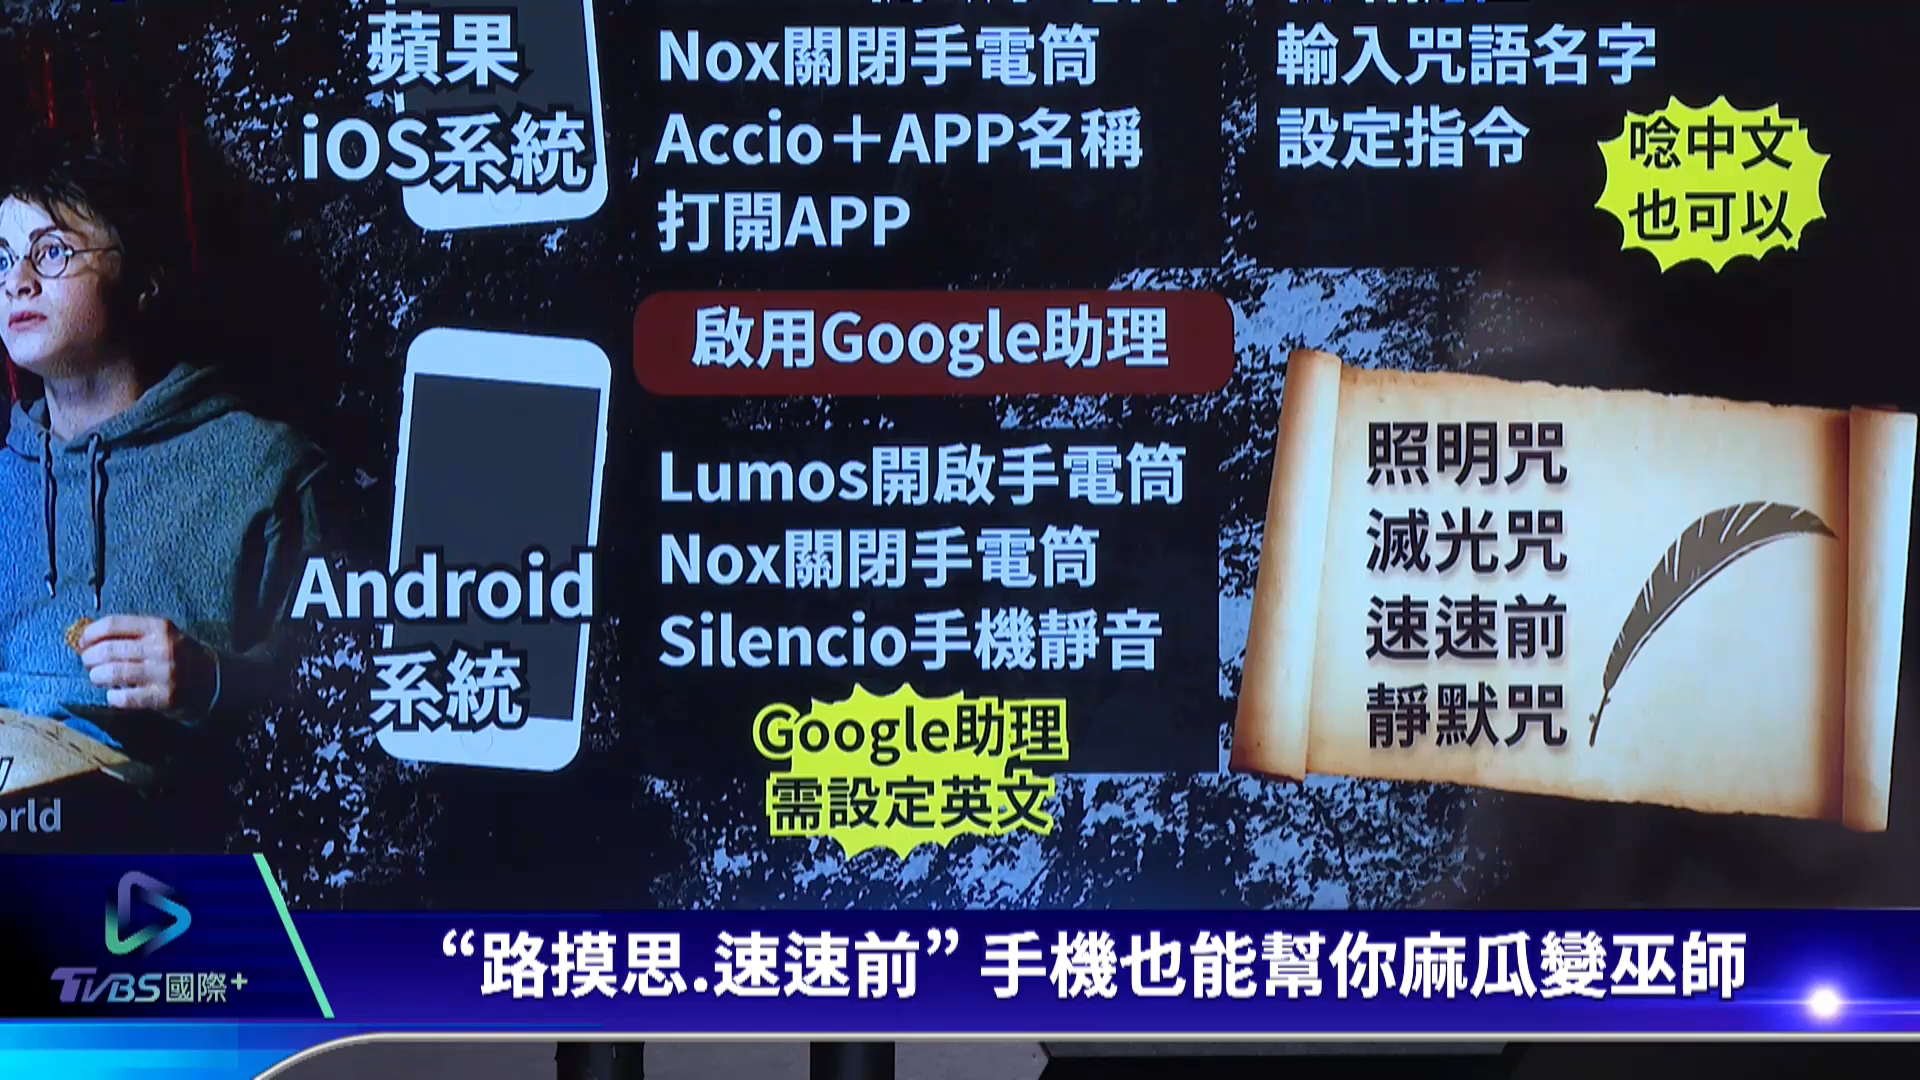 蘋果
iOS系統
Nox關閉手電筒
Accio＋APP名稱
打開APP
輸入咒語名字
設定指令
唸中文
也可以
啟用Google助理
Android
系統
Lumos開啟手電筒
Nox關閉手電筒
Silencio手機靜音
Google助理
需設定英文
照明咒
滅光咒
速速前
靜默咒
TVBS國際+
“路摸思.速速前” 手機也能幫你麻瓜變巫師